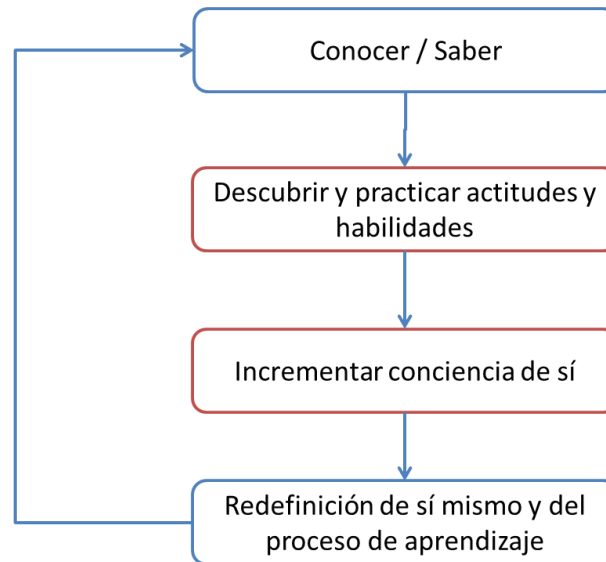 Conocer / Saber
Descubrir y practicar actitudes y
habilidades
Incrementar conciencia de sí
Redefinición de sí mismo y del
proceso de aprendizaje